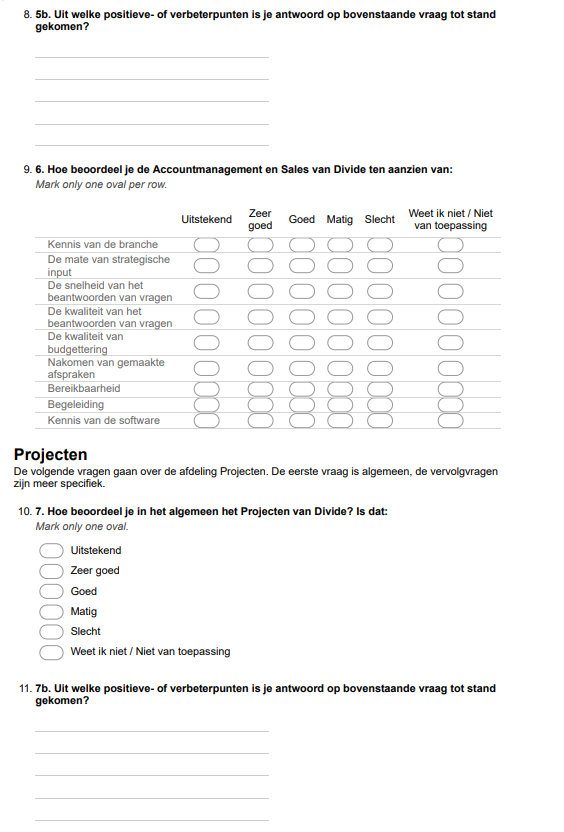 8. 5b. Uit welke positieve- of verbeterpunten is je antwoord op bovenstaande vraag tot stand
gekomen?
9. 6. Hoe beoordeel je de Accountmanagement en Sales van Divide ten aanzien van:
Mark only one oval per row.
Uitstekend Zeer goed Goed Matig Slecht Weet ik niet / Niet van toepassing
Kennis van de branche
De mate van strategische
input
De snelheid van het
beantwoorden van vragen
De kwaliteit van het
beantwoorden van vragen
De kwaliteit van
budgettering
Nakomen van gemaakte
afspraken
Bereikbaarheid
Begeleiding
Kennis van de software
Projecten
De volgende vragen gaan over de afdeling Projecten. De eerste vraag is algemeen, de vervolgvragen
zijn meer specifiek.
10. 7. Hoe beoordeel je in het algemeen het Projecten van Divide? Is dat:
Mark only one oval.
Uitstekend
Zeer goed
Goed
Matig
Slecht
Weet ik niet / Niet van toepassing
11. 7b. Uit welke positieve- of verbeterpunten is je antwoord op bovenstaande vraag tot stand
gekomen?